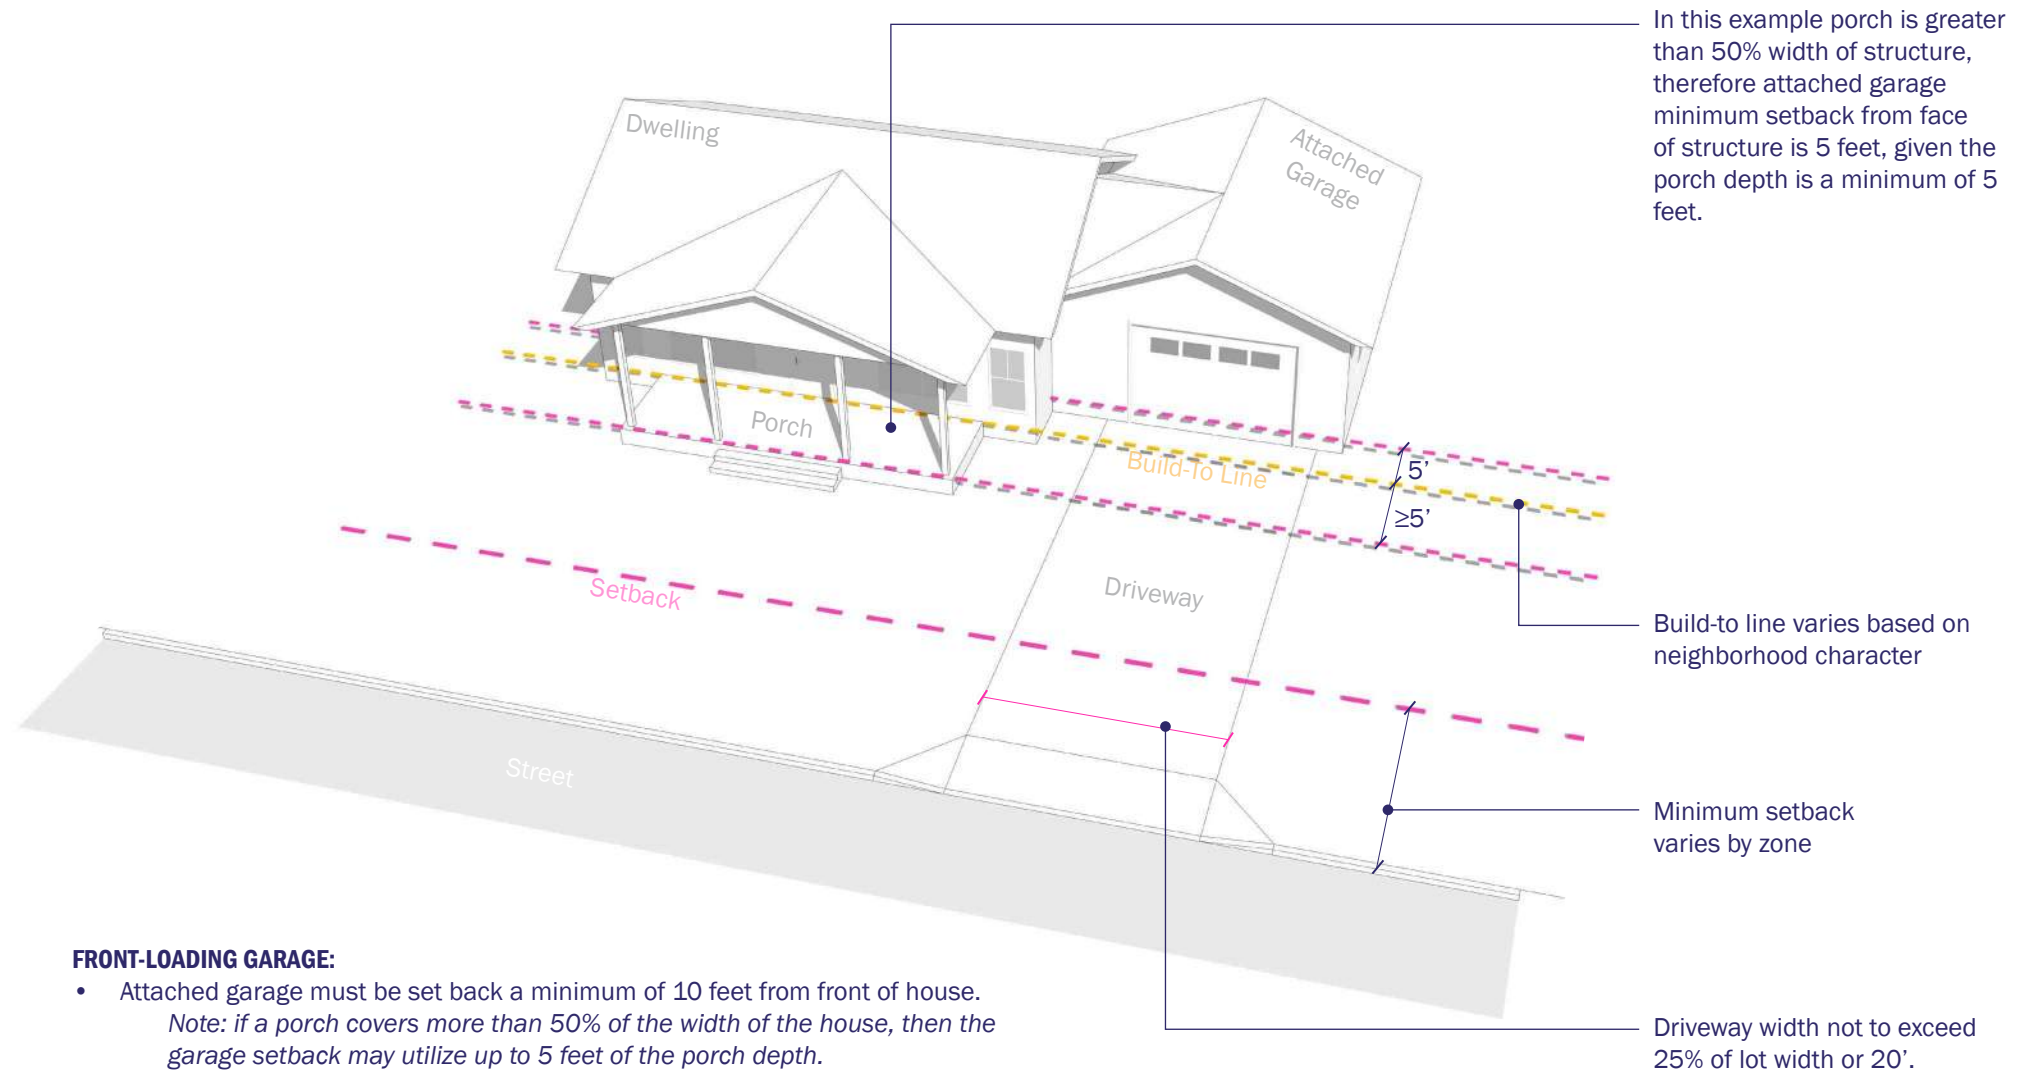 In this example porch is greater
than 50% width of structure,
therefore attached garage
minimum setback from face
of structure is 5 feet, given the
porch depth is a minimum of 5
feet.
Dwelling
Attached
Garage
Porch
Build-To Line
5’
≥5’
Setback
Driveway
Build-to line varies based on
neighborhood character
Street
Minimum setback
varies by zone
FRONT-LOADING GARAGE:
• Attached garage must be set back a minimum of 10 feet from front of house.
Note: if a porch covers more than 50% of the width of the house, then the
garage setback may utilize up to 5 feet of the porch depth.
Driveway width not to exceed
25% of lot width or 20’.